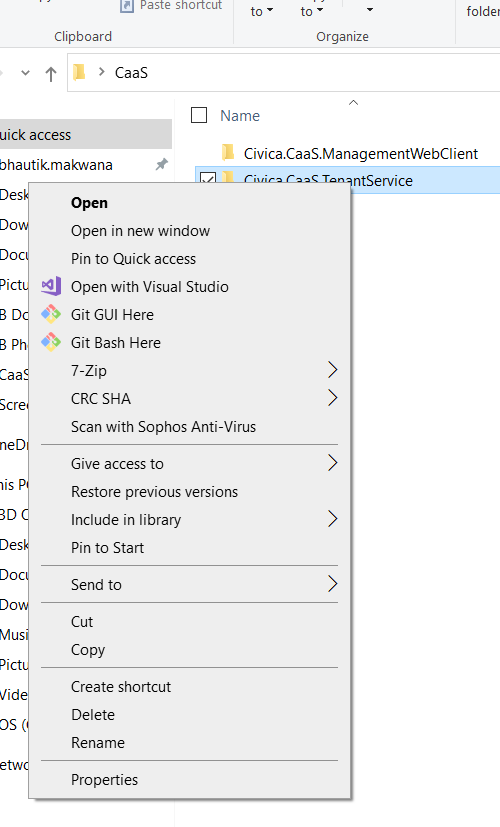 Paste shortcut
to
to
folder
Clipboard
Organize
CaaS
Name
uick access
bhautik.makwana
Civica.CaaS.ManagementWebClient
Civica.CaaS.TenantService
Desk
Dow
Docu
Pictu
B Do
B Ph
CaaS
Scree
neDr
his PC
3D O
Desk
Docu
Dow
Musi
Pictu
Vide
OS (
etwo
Open
Open in new window
Pin to Quick access
Open with Visual Studio
Git GUI Here
Git Bash Here
7-Zip
CRC SHA
Scan with Sophos Anti-Virus
Give access to
Restore previous versions
Include in library
Pin to Start
Send to
Cut
Copy
Create shortcut
Delete
Rename
Properties